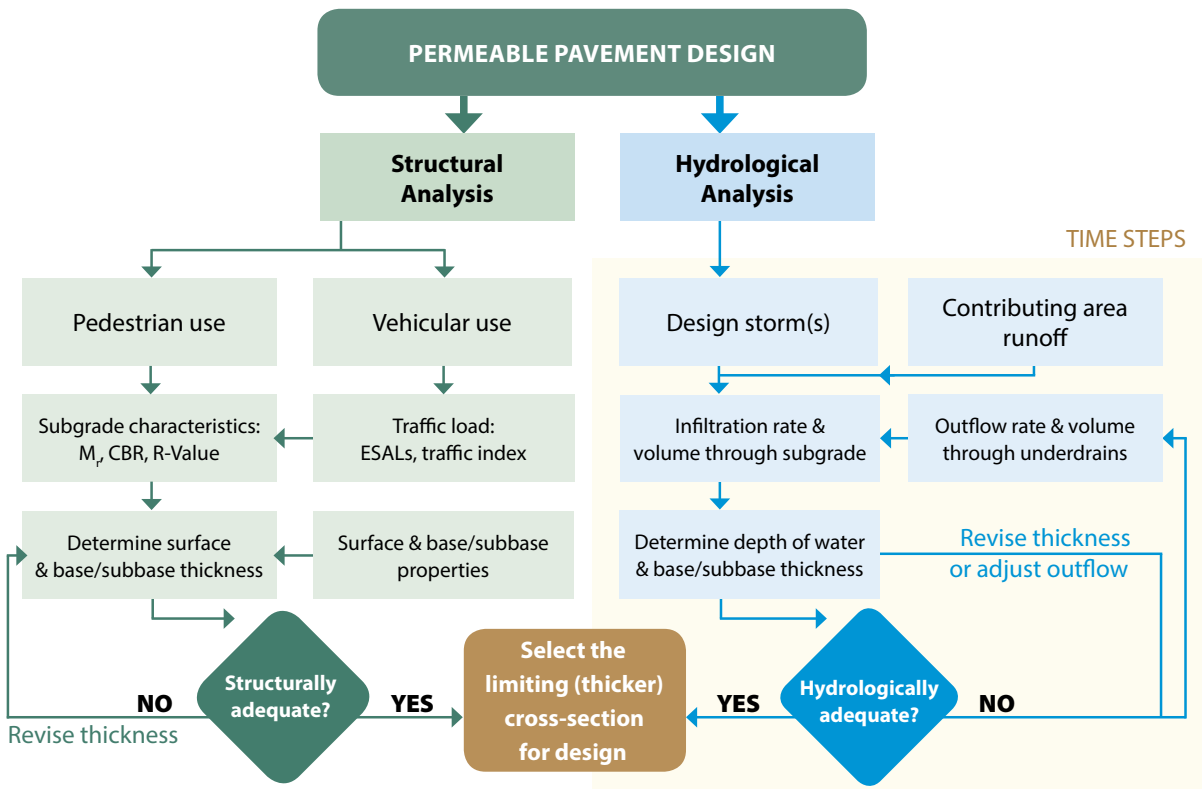 PERMEABLE PAVEMENT DESIGN
Structural
Analysis
Hydrological
Analysis
TIME STEPS
Pedestrian use
Vehicular use
Design storm(s)
Contributing area
runoff
Subgrade characteristics:
Mr, CBR, R-Value
Traffic load:
ESALs, traffic index
Infiltration rate &
volume through subgrade
Outflow rate & volume
through underdrains
Determine surface
& base/subbase thickness
Surface & base/subbase
properties
Determine depth of water
& base/subbase thickness
Revise thickness
or adjust outflow
Structurally
adequate?
NO
YES
Revise thickness
Select the
limiting (thicker)
cross-section
for design
YES
Hydrologically
adequate?
NO